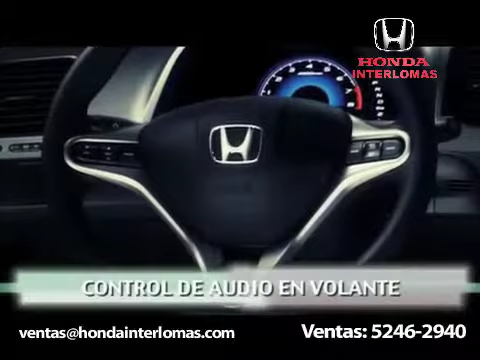 HONDA
INTERLOMAS
CONTROL DE AUDIO EN VOLANTE
ventas@hondainterlomas.com
Ventas: 5246-2940